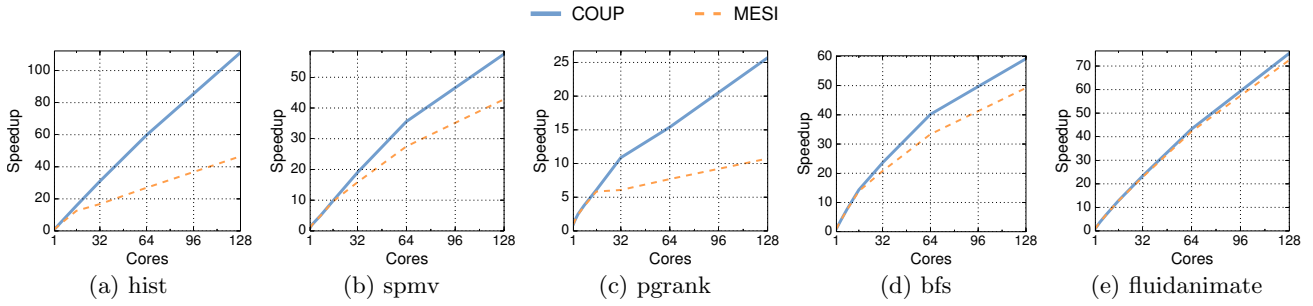 COUP MESI
Speedup
100
80
60
40
20
0
1 32 64 96 128
Cores
(a) hist
Speedup
50
40
30
20
10
0
1 32 64 96 128
Cores
(b) spmv
Speedup
25
20
15
10
5
0
1 32 64 96 128
Cores
(c) pgrank
Speedup
60
50
40
30
20
10
0
1 32 64 96 128
Cores
(d) bfs
Speedup
70
60
50
40
30
20
10
0
1 32 64 96 128
Cores
(e) fluidanimate